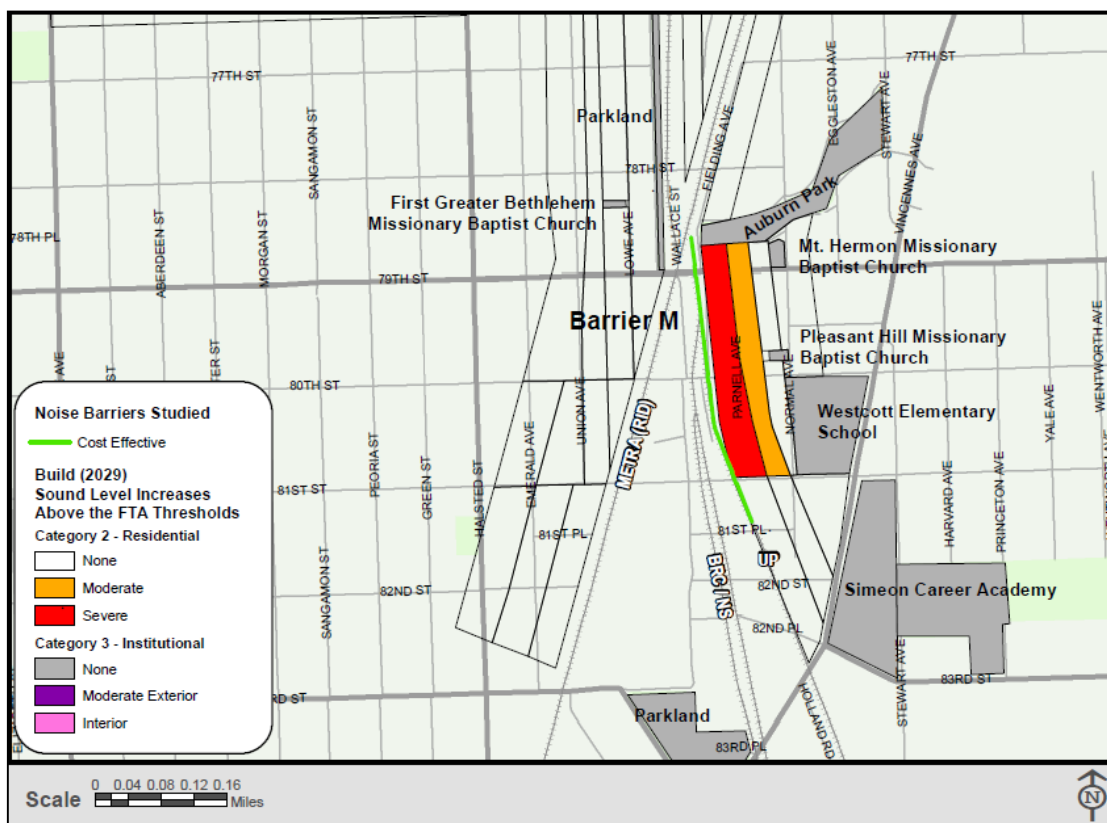 77TH ST
77TH ST
EGGLESTON AVE
STEWART AVE
Parkland
FIELDING AVE
SANGAMON ST
78TH ST
VINCENNES AVE
First Greater Bethlehem
Missionary Baptist Church
WALLACE ST
Auburn Park
78TH PL
ABERDEEN ST
MORGAN ST
LOWE AVE
Mt. Hermon Missionary
Baptist Church
79TH ST
Barrier M
Pleasant Hill Missionary
Baptist Church
WENTWORTH AVE
AVE
ST
TER ST
80TH ST
UNION AVE
PARNELL AVE
NORMAL AVE
Westcott Elementary
School
YALE AVE
METRA (RID)
PEORIA ST
GREEN ST
HALSTED ST
EMERALD AVE
81ST ST
HARVARD AVE
PRINCETON AVE
81ST PL
81ST PL
BRC / NS
UP
82ND ST
82ND ST
Simeon Career Academy
SANGAMON ST
82ND PL
STEWART AVE
83RD ST
RD ST
HOLLAND RD
Parkland
83RD PL
Noise Barriers Studied
Cost Effective
Build (2029)
Sound Level Increases
Above the FTA Thresholds
Category 2 - Residential
None
Moderate
Severe
Category 3 - Institutional
None
Moderate Exterior
Interior
Scale
0 0.04 0.08 0.12 0.16
Miles
N